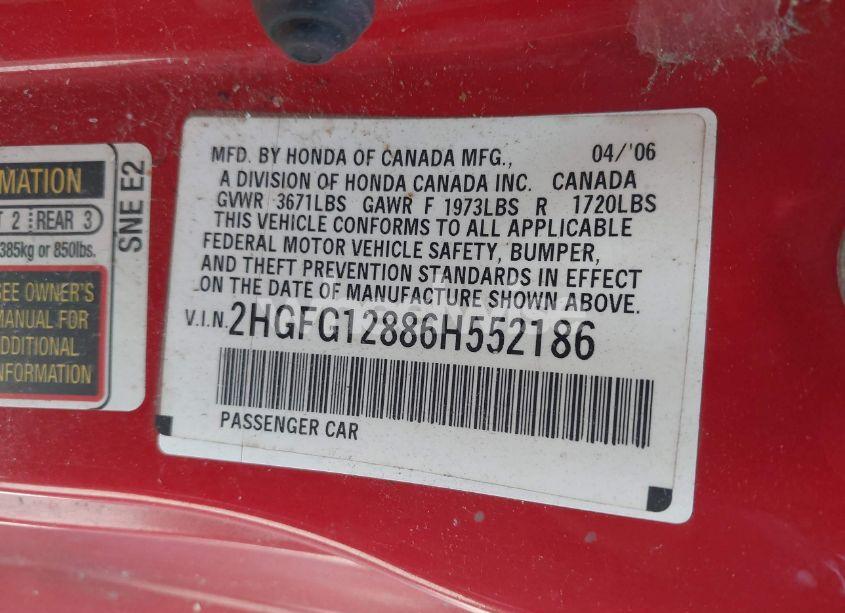 MATION
T 2 REAR 3
385kg or 850lbs.
SEE OWNER'S
MANUAL FOR
ADDITIONAL
INFORMATION
SNE E2
MFD. BY HONDA OF CANADA MFG., 04/'06
A DIVISION OF HONDA CANADA INC. CANADA
GVWR 3671LBS GAWR F 1973LBS R 1720LBS
THIS VEHICLE CONFORMS TO ALL APPLICABLE
FEDERAL MOTOR VEHICLE SAFETY, BUMPER,
AND THEFT PREVENTION STANDARDS IN EFFECT
ON THE DATE OF MANUFACTURE SHOWN ABOVE.
V.I.N. 2HGFG12886H552186
PASSENGER CAR